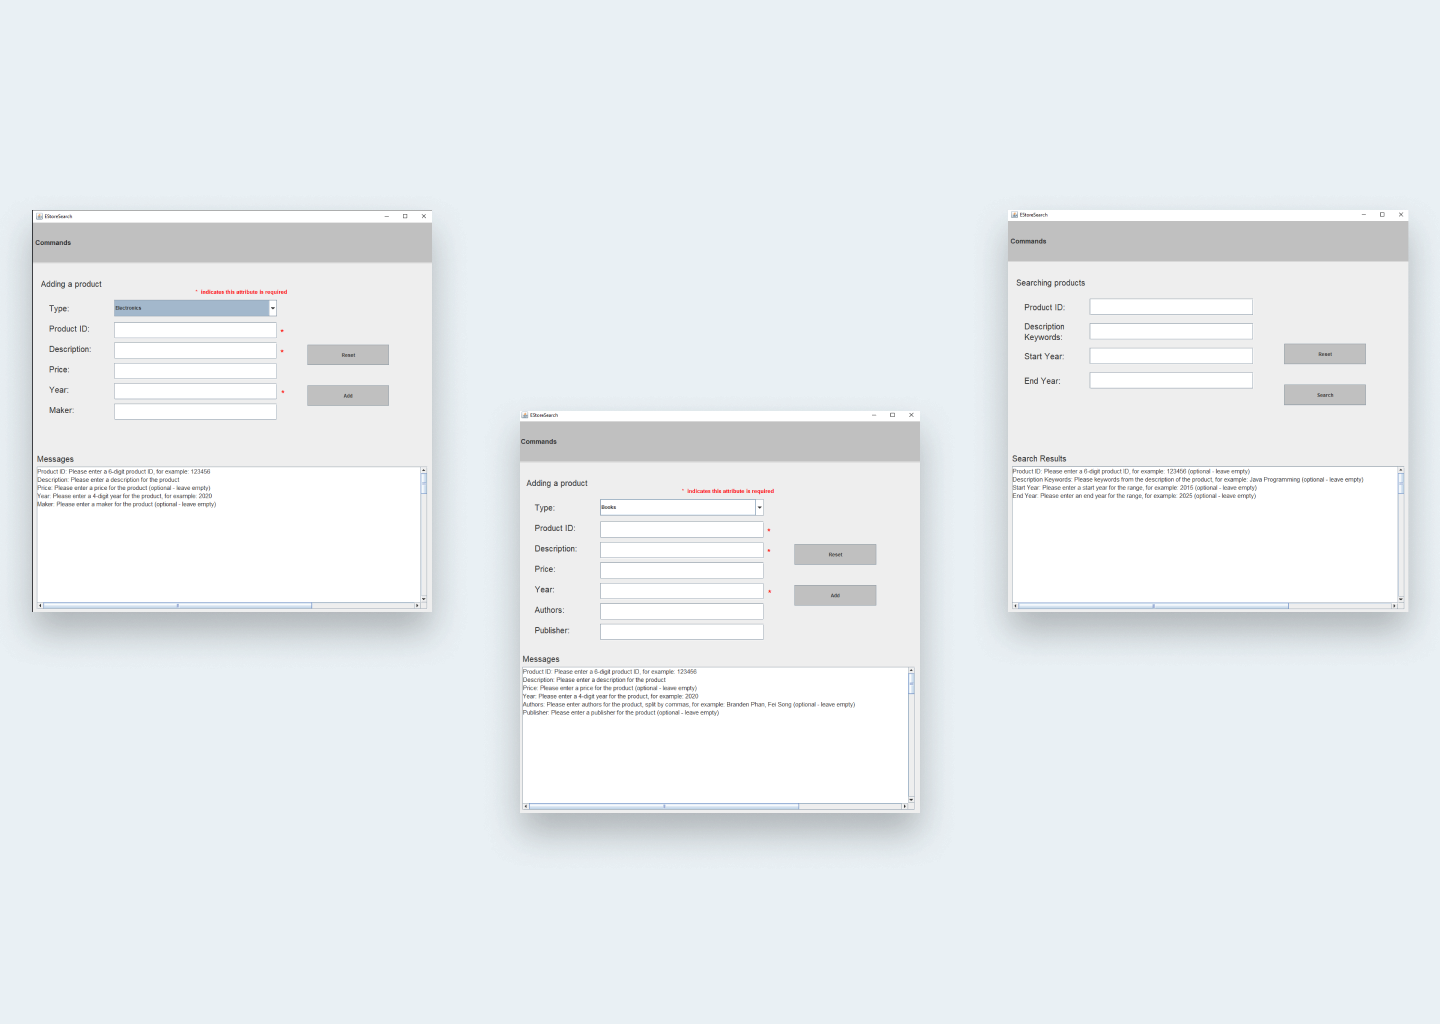 EStoreSearch
Commands
Adding a product
* indicates this attribute is required
Type: Electronics
Product ID: *
Description: *
Reset
Price:
Year: *
Add
Maker:
Messages
Product ID: Please enter a 6-digit product ID, for example: 123456
Description: Please enter a description for the product
Price: Please enter a price for the product (optional - leave empty)
Year: Please enter a 4-digit year for the product, for example: 2020
Maker: Please enter a maker for the product (optional - leave empty)
EStoreSearch
Commands
Adding a product
* indicates this attribute is required
Type: Books
Product ID: *
Description: *
Reset
Price:
Year: *
Add
Authors:
Publisher:
Messages
Product ID: Please enter a 6-digit product ID, for example: 123456
Description: Please enter a description for the product
Price: Please enter a price for the product (optional - leave empty)
Year: Please enter a 4-digit year for the product, for example: 2020
Authors: Please enter authors for the product, split by commas, for example: Branden Phan, Fei Song (optional - leave empty)
Publisher: Please enter a publisher for the product (optional - leave empty)
EStoreSearch
Commands
Searching products
Product ID:
Description
Keywords:
Start Year:
Reset
End Year:
Search
Search Results
Product ID: Please enter a 6-digit product ID, for example: 123456 (optional - leave empty)
Description Keywords: Please keywords from the description of the product, for example: Java Programming (optional - leave empty)
Start Year: Please enter a start year for the range, for example: 2015 (optional - leave empty)
End Year: Please enter an end year for the range, for example: 2025 (optional - leave empty)